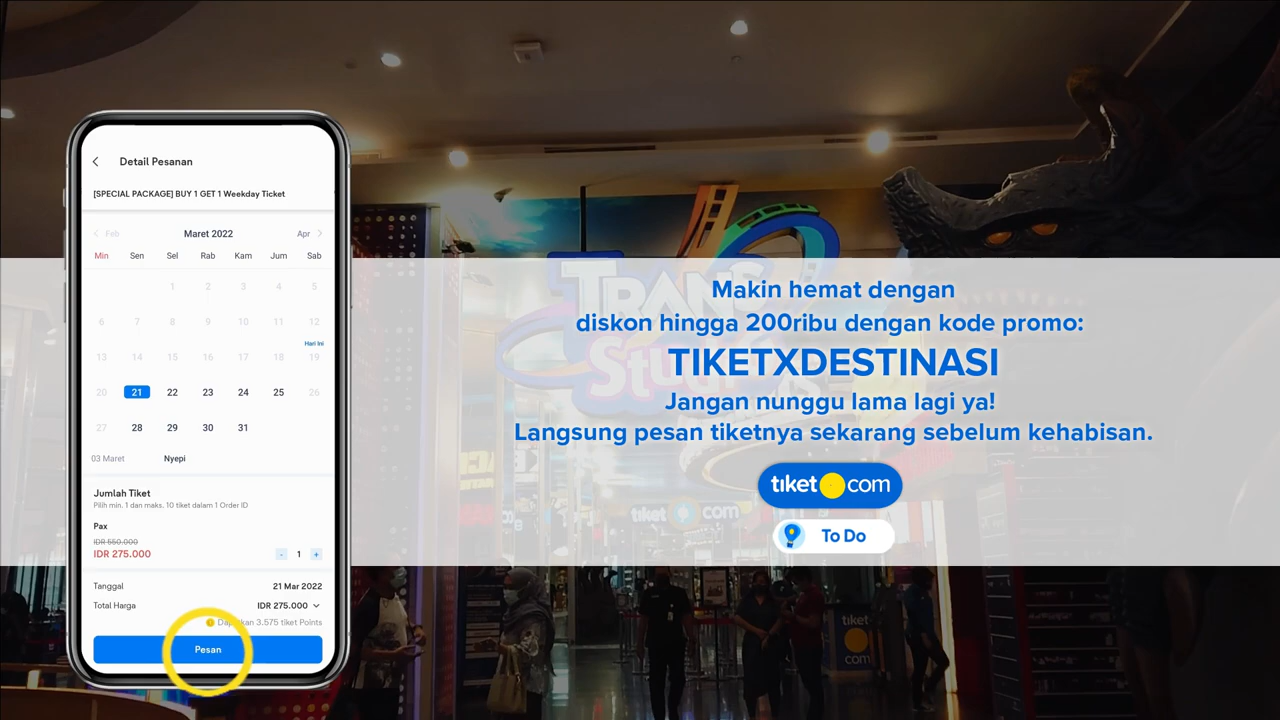 Detail Pesanan
[SPECIAL PACKAGE] BUY 1 GET 1 Weekday Ticket
Feb Maret 2022 Apr
Min Sen Sel Rab Kam Jum Sab
1 2 3 4 5
6 7 8 9 10 11 12
Hari Ini
13 14 15 16 17 18 19
20 21 22 23 24 25 26
27 28 29 30 31
03 Maret Nyepi
Jumlah Tiket
Pilih min. 1 dan maks. 10 tiket dalam 1 Order ID
Pax
IDR 550.000
IDR 275.000 - 1 +
Tanggal 21 Mar 2022
Total Harga IDR 275.000
Dapatkan 3.575 tiket Points
Pesan
Makin hemat dengan
diskon hingga 200ribu dengan kode promo:
TIKETXDESTINASI
Jangan nunggu lama lagi ya!
Langsung pesan tiketnya sekarang sebelum kehabisan.
tiket com
To Do
TRANS
Studio
tiket com
tiket
com